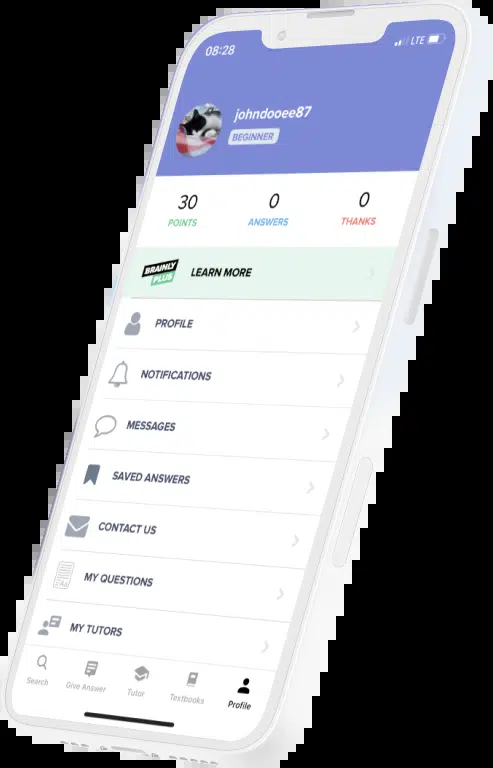 08:28
LTE
johndooee87
BEGINNER
30
0
0
POINTS
ANSWERS
THANKS
BRAINLY
PLUS
LEARN MORE
PROFILE
NOTIFICATIONS
MESSAGES
SAVED ANSWERS
CONTACT US
MY QUESTIONS
MY TUTORS
Search
Give Answer
Tutor
Textbooks
Profile